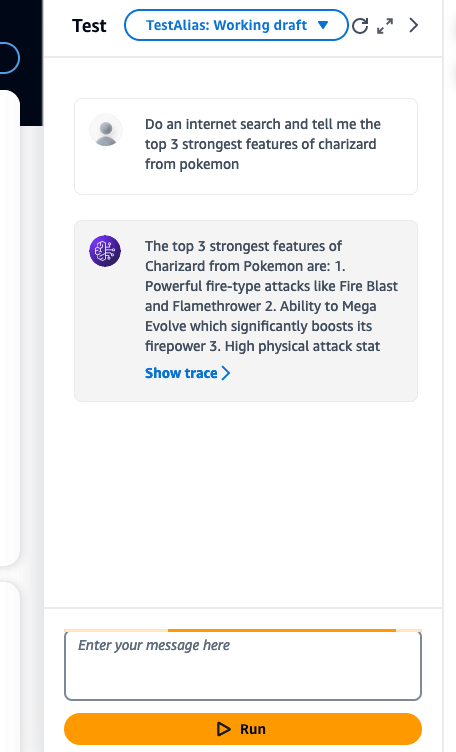 Test
TestAlias: Working draft
Do an internet search and tell me the
top 3 strongest features of charizard
from pokemon
The top 3 strongest features of
Charizard from Pokemon are: 1.
Powerful fire-type attacks like Fire Blast
and Flamethrower 2. Ability to Mega
Evolve which significantly boosts its
firepower 3. High physical attack stat
Show trace
Enter your message here
Run